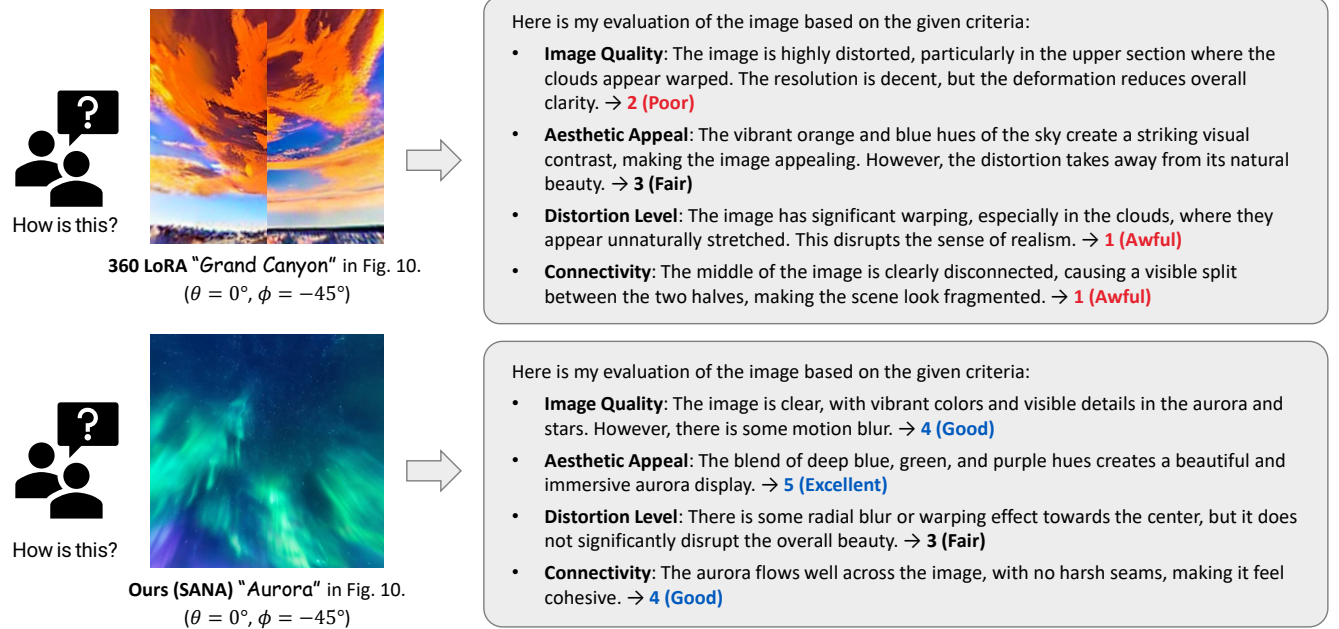 ?
How is this?
360 LoRA "Grand Canyon" in Fig. 10.
(𝜃 = 0°, 𝜙 = −45°)
Here is my evaluation of the image based on the given criteria:
• Image Quality: The image is highly distorted, particularly in the upper section where the
clouds appear warped. The resolution is decent, but the deformation reduces overall
clarity. → 2 (Poor)
• Aesthetic Appeal: The vibrant orange and blue hues of the sky create a striking visual
contrast, making the image appealing. However, the distortion takes away from its natural
beauty. → 3 (Fair)
• Distortion Level: The image has significant warping, especially in the clouds, where they
appear unnaturally stretched. This disrupts the sense of realism. → 1 (Awful)
• Connectivity: The middle of the image is clearly disconnected, causing a visible split
between the two halves, making the scene look fragmented. → 1 (Awful)
?
How is this?
Ours (SANA) "Aurora" in Fig. 10.
(𝜃 = 0°, 𝜙 = −45°)
Here is my evaluation of the image based on the given criteria:
• Image Quality: The image is clear, with vibrant colors and visible details in the aurora and
stars. However, there is some motion blur. → 4 (Good)
• Aesthetic Appeal: The blend of deep blue, green, and purple hues creates a beautiful and
immersive aurora display. → 5 (Excellent)
• Distortion Level: There is some radial blur or warping effect towards the center, but it does
not significantly disrupt the overall beauty. → 3 (Fair)
• Connectivity: The aurora flows well across the image, with no harsh seams, making it feel
cohesive. → 4 (Good)